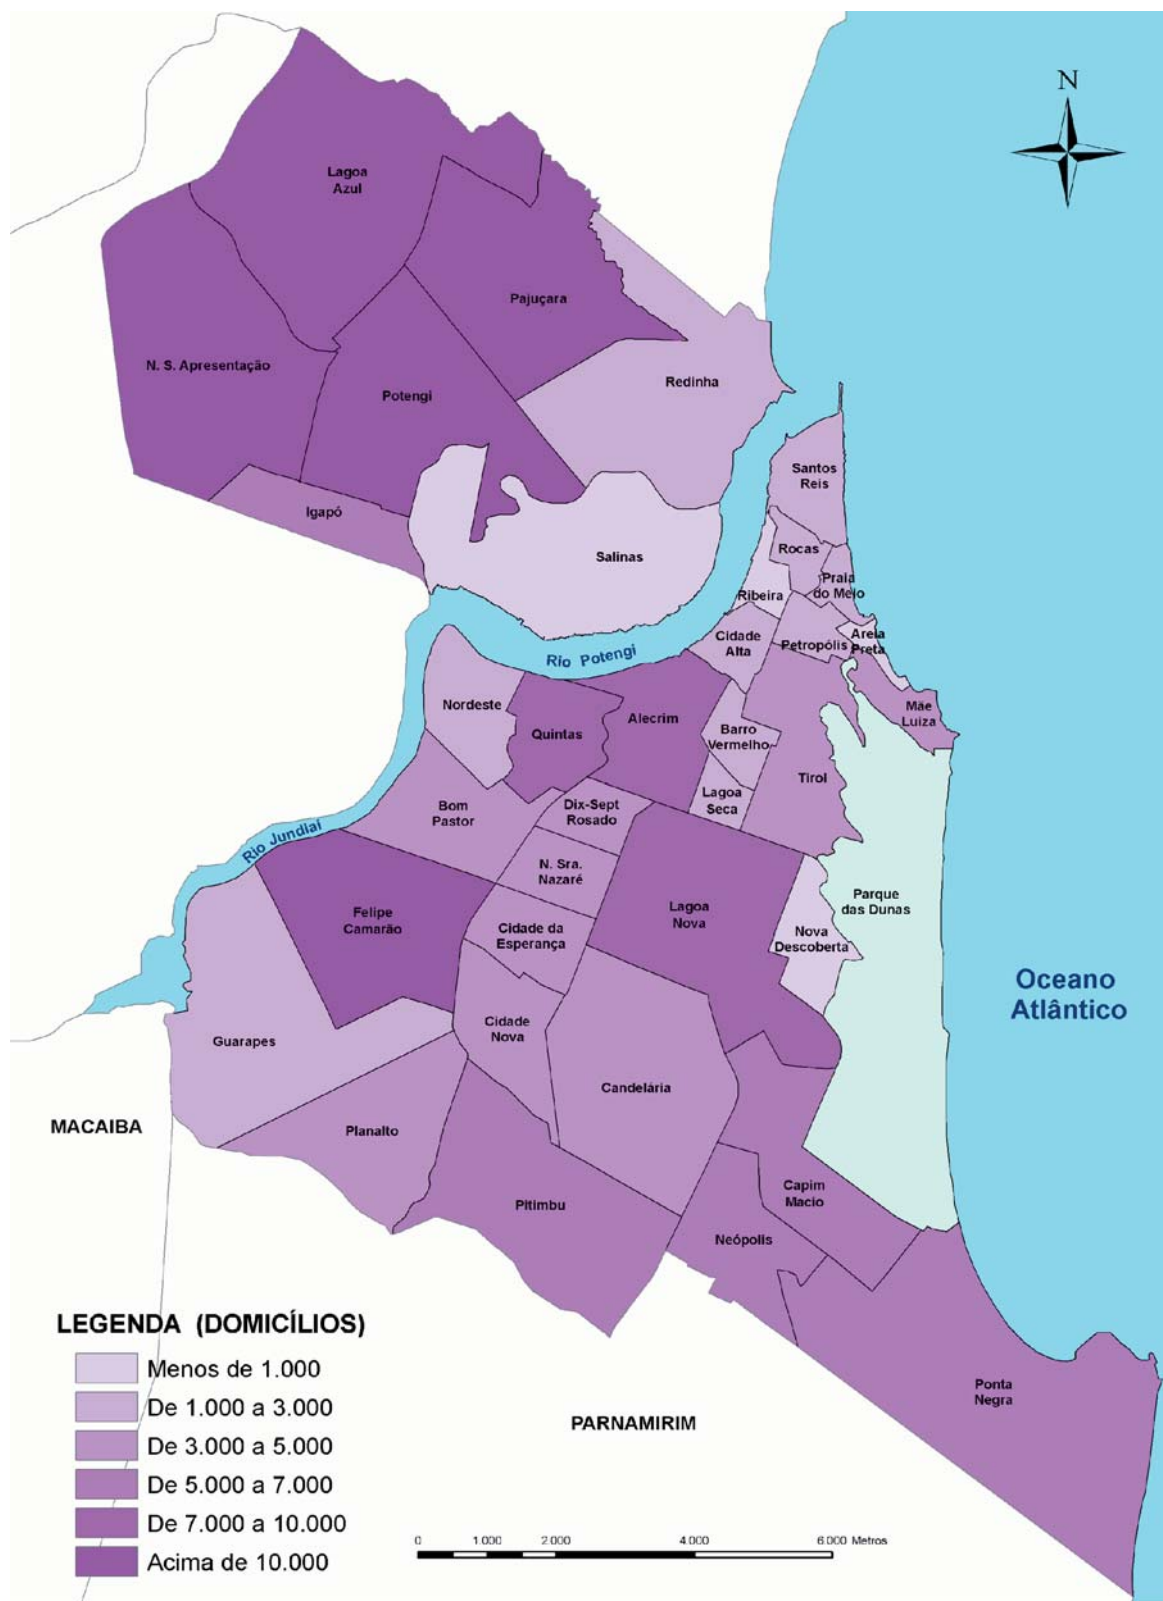 N
Lagoa
Azul
Pajuçara
N. S. Apresentação
Potengi
Redinha
Santos
Reis
Igapó
Rocas
Salinas
Praia
do Meio
Ribeira
Cidade
Alta
Petropólis
Areia
Preta
Rio Potengi
Nordeste
Quintas
Alecrim
Barro
Vermelho
Mãe
Luiza
Tirol
Lagoa
Seca
Bom
Pastor
Dix-Sept
Rosado
Rio Jundiaí
N. Sra.
Nazaré
Felipe
Camarão
Lagoa
Nova
Parque
das Dunas
Cidade da
Esperança
Nova
Descoberta
Oceano
Atlântico
Guarapes
Cidade
Nova
Candelária
MACAIBA
Planalto
Pitimbu
Capim
Macio
Neópolis
Ponta
Negra
PARNAMIRIM
LEGENDA (DOMICÍLIOS)
Menos de 1.000
De 1.000 a 3.000
De 3.000 a 5.000
De 5.000 a 7.000
De 7.000 a 10.000
Acima de 10.000
0 1.000 2.000 4.000 6.000 Metros